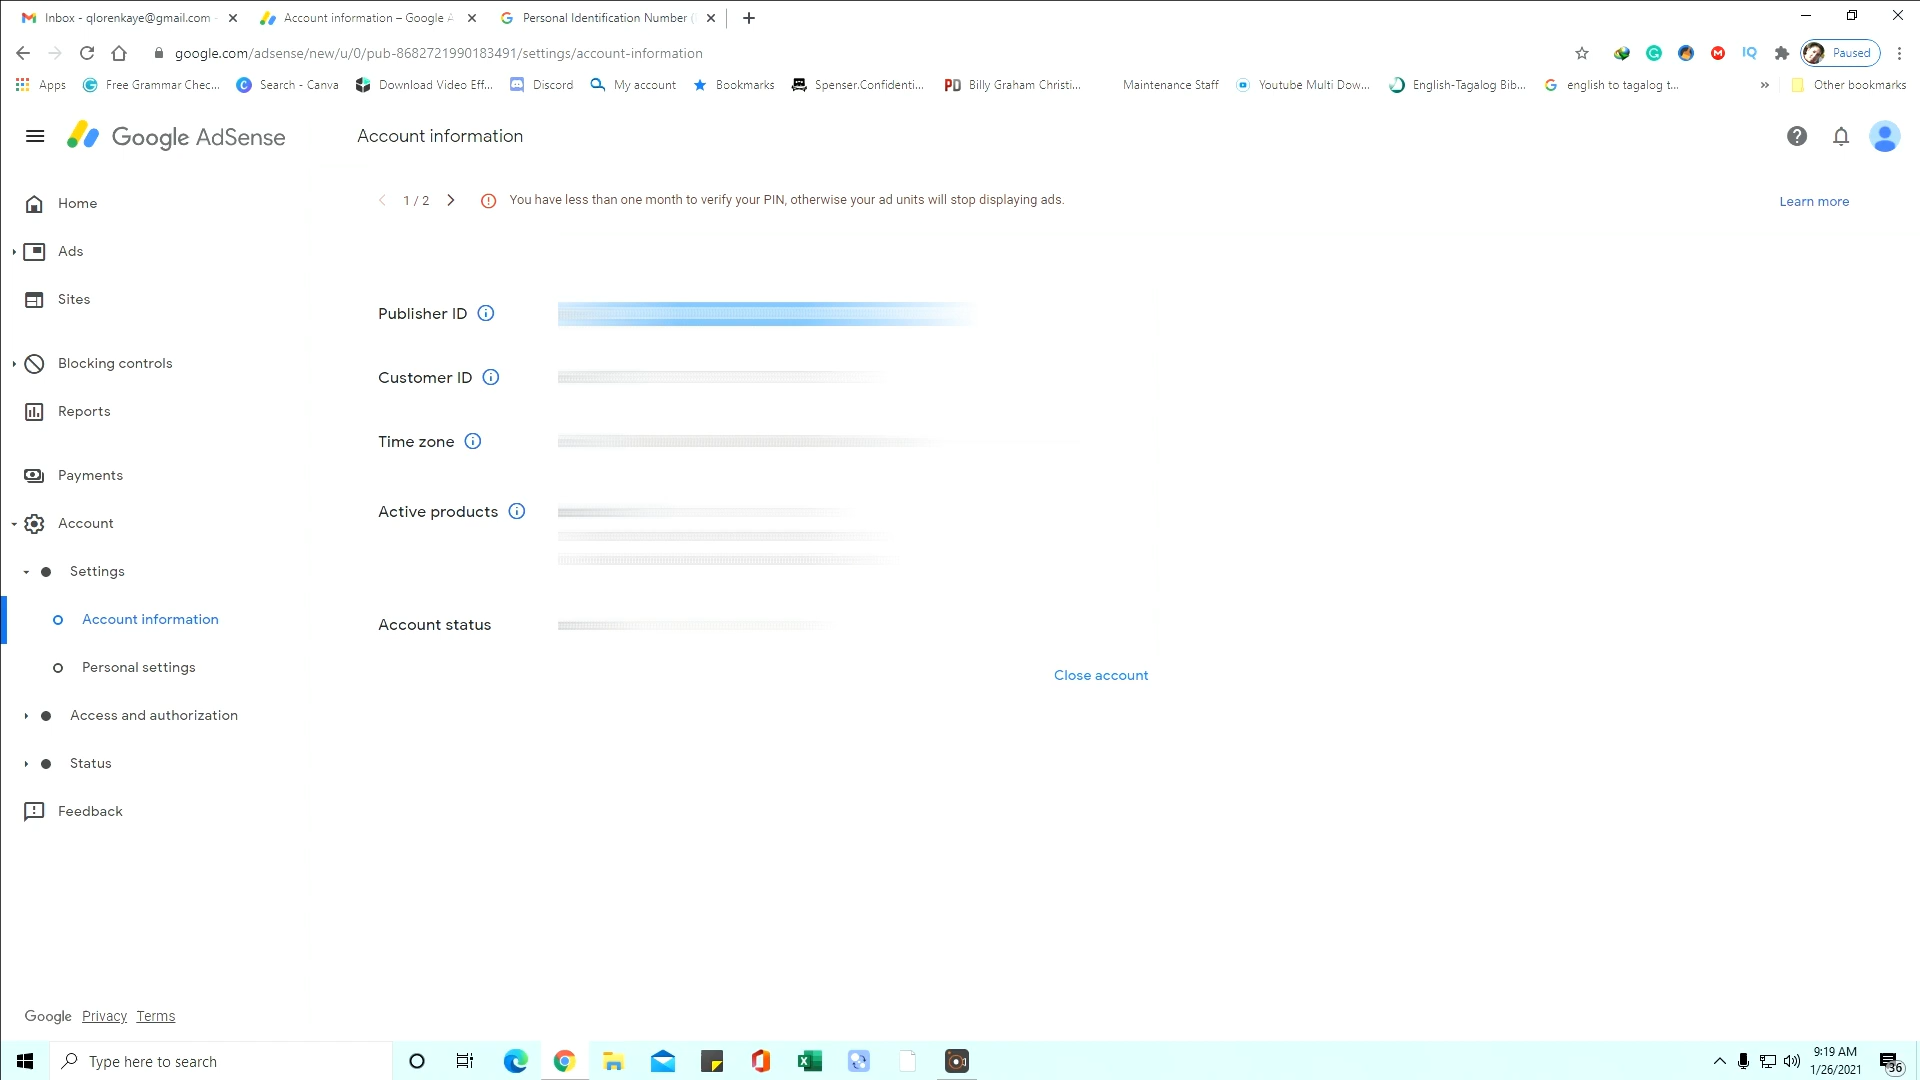 Inbox - qlorenkaye@gmail.com -
Account information – Google A
Personal Identification Number (
google.com/adsense/new/u/0/pub-8682721990183491/settings/account-information
Paused
Apps
Free Grammar Chec...
Search - Canva
Download Video Eff...
Discord
My account
Bookmarks
Spenser.Confidenti...
PD
Billy Graham Christi...
Maintenance Staff
Youtube Multi Dow...
English-Tagalog Bib...
english to tagalog t...
Other bookmarks
Google AdSense
Account information
Home
Ads
Sites
Blocking controls
Reports
Payments
Account
Settings
Account information
Personal settings
Access and authorization
Status
Feedback
1 / 2
You have less than one month to verify your PIN, otherwise your ad units will stop displaying ads.
Learn more
Publisher ID
Customer ID
Time zone
Active products
Account status
Close account
Google Privacy Terms
Type here to search
9:19 AM
1/26/2021
36